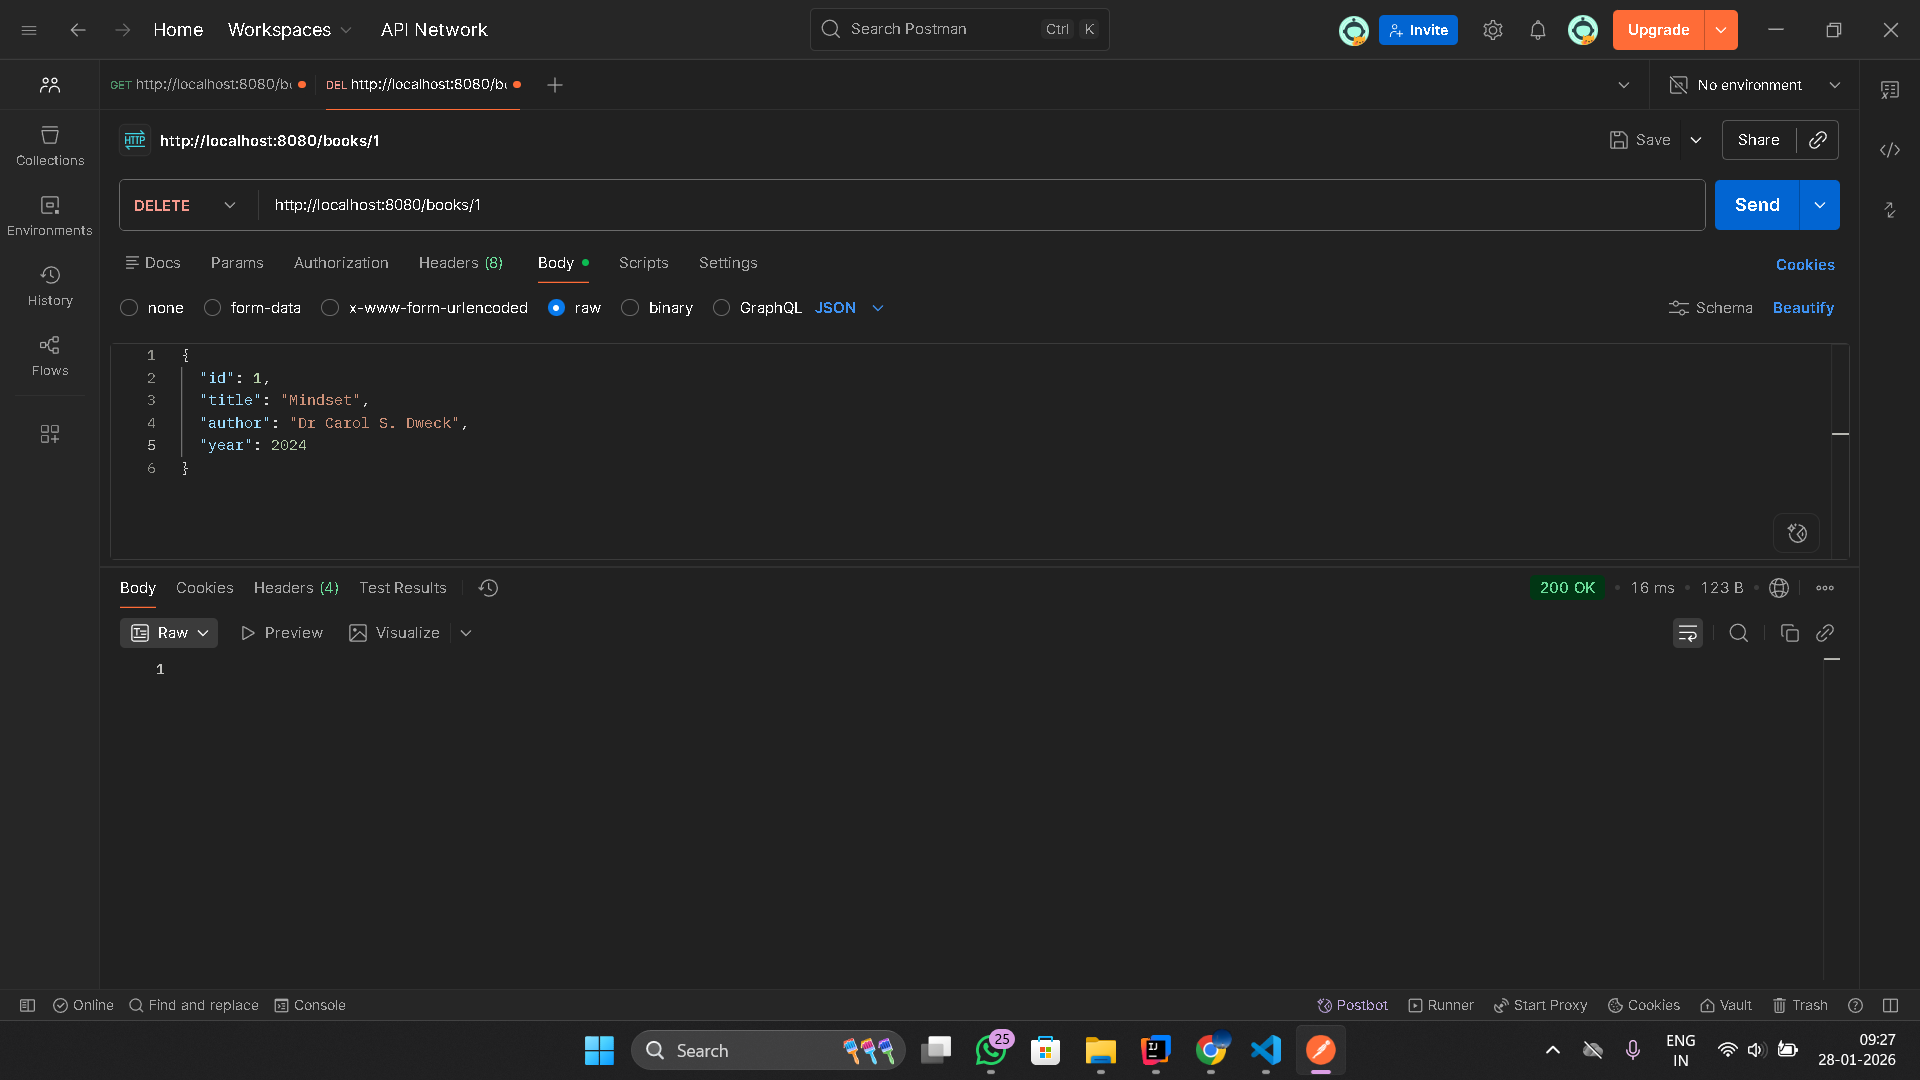 Home Workspaces API Network Search Postman Ctrl K Invite Upgrade
GET http://localhost:8080/b DEL http://localhost:8080/b No environment
HTTP http://localhost:8080/books/1 Save Share
Collections
DELETE http://localhost:8080/books/1 Send
Environments
Docs Params Authorization Headers (8) Body Scripts Settings Cookies
History
none form-data x-www-form-urlencoded raw binary GraphQL JSON Schema Beautify
Flows
1 {
2 "id": 1,
3 "title": "Mindset",
4 "author": "Dr Carol S. Dweck",
5 "year": 2024
6 }
Body Cookies Headers (4) Test Results 200 OK • 16 ms • 123 B
Raw Preview Visualize
1
Online Find and replace Console Postbot Runner Start Proxy Cookies Vault Trash
Search 25 ENG 09:27
IN 28-01-2026